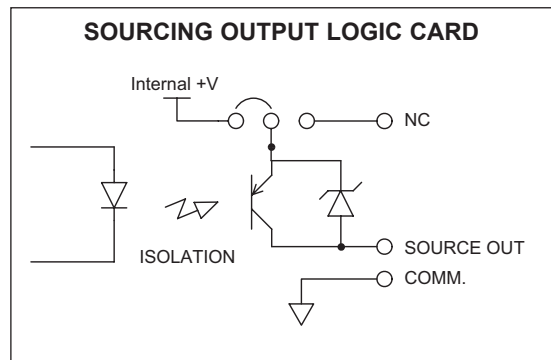 SOURCING OUTPUT LOGIC CARD
Internal +V
NC
ISOLATION
SOURCE OUT
COMM.